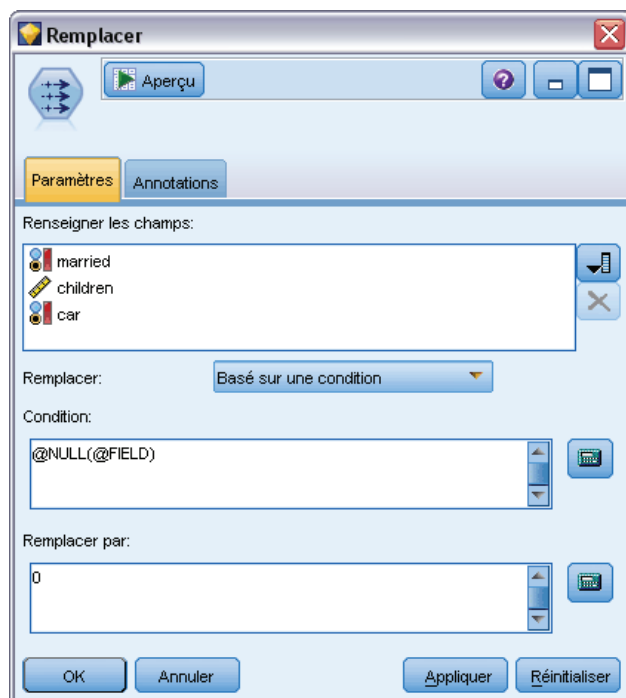 Remplacer
Aperçu
Paramètres
Annotations
Renseigner les champs:
married
children
car
Remplacer:
Basé sur une condition
Condition:
@NULL(@FIELD)
Remplacer par:
0
OK
Annuler
Appliquer
Réinitialiser